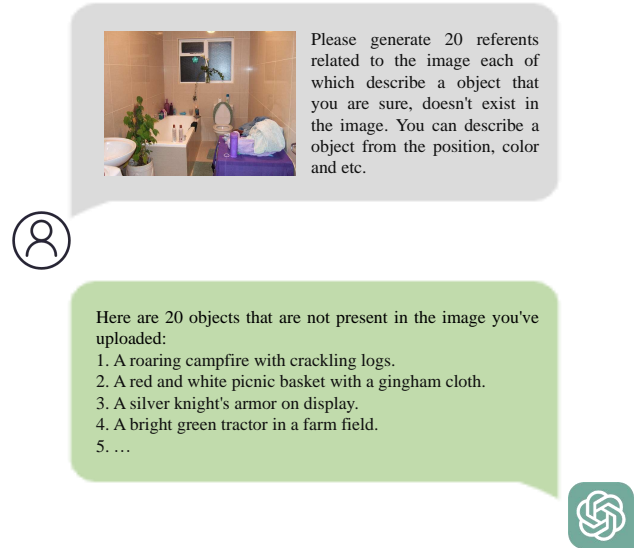 Please generate 20 referents
related to the image each of
which describe a object that
you are sure, doesn't exist in
the image. You can describe a
object from the position, color
and etc.
Here are 20 objects that are not present in the image you've
uploaded:
1. A roaring campfire with crackling logs.
2. A red and white picnic basket with a gingham cloth.
3. A silver knight's armor on display.
4. A bright green tractor in a farm field.
5. …